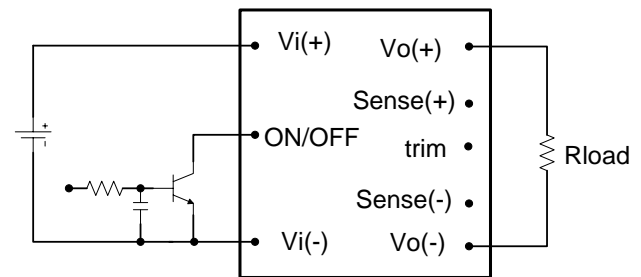 Vi(+)
Vo(+)
Sense(+)
ON/OFF
trim
Rload
Sense(-)
Vi(-)
Vo(-)
+
-